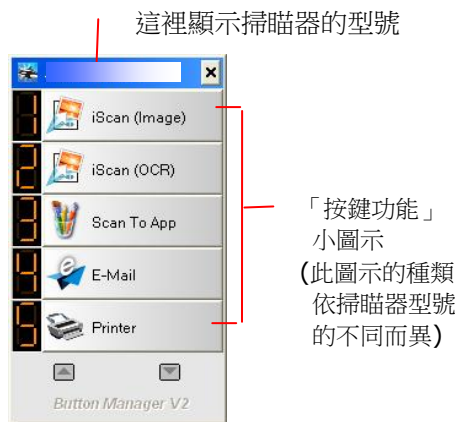 這裡顯示掃瞄器的型號
1 iScan (Image)
2 iScan (OCR)
3 Scan To App
4 E-Mail
5 Printer
Button Manager V2
「按鍵功能」
小圖示
(此圖示的種類
依掃瞄器型號
的不同而異)